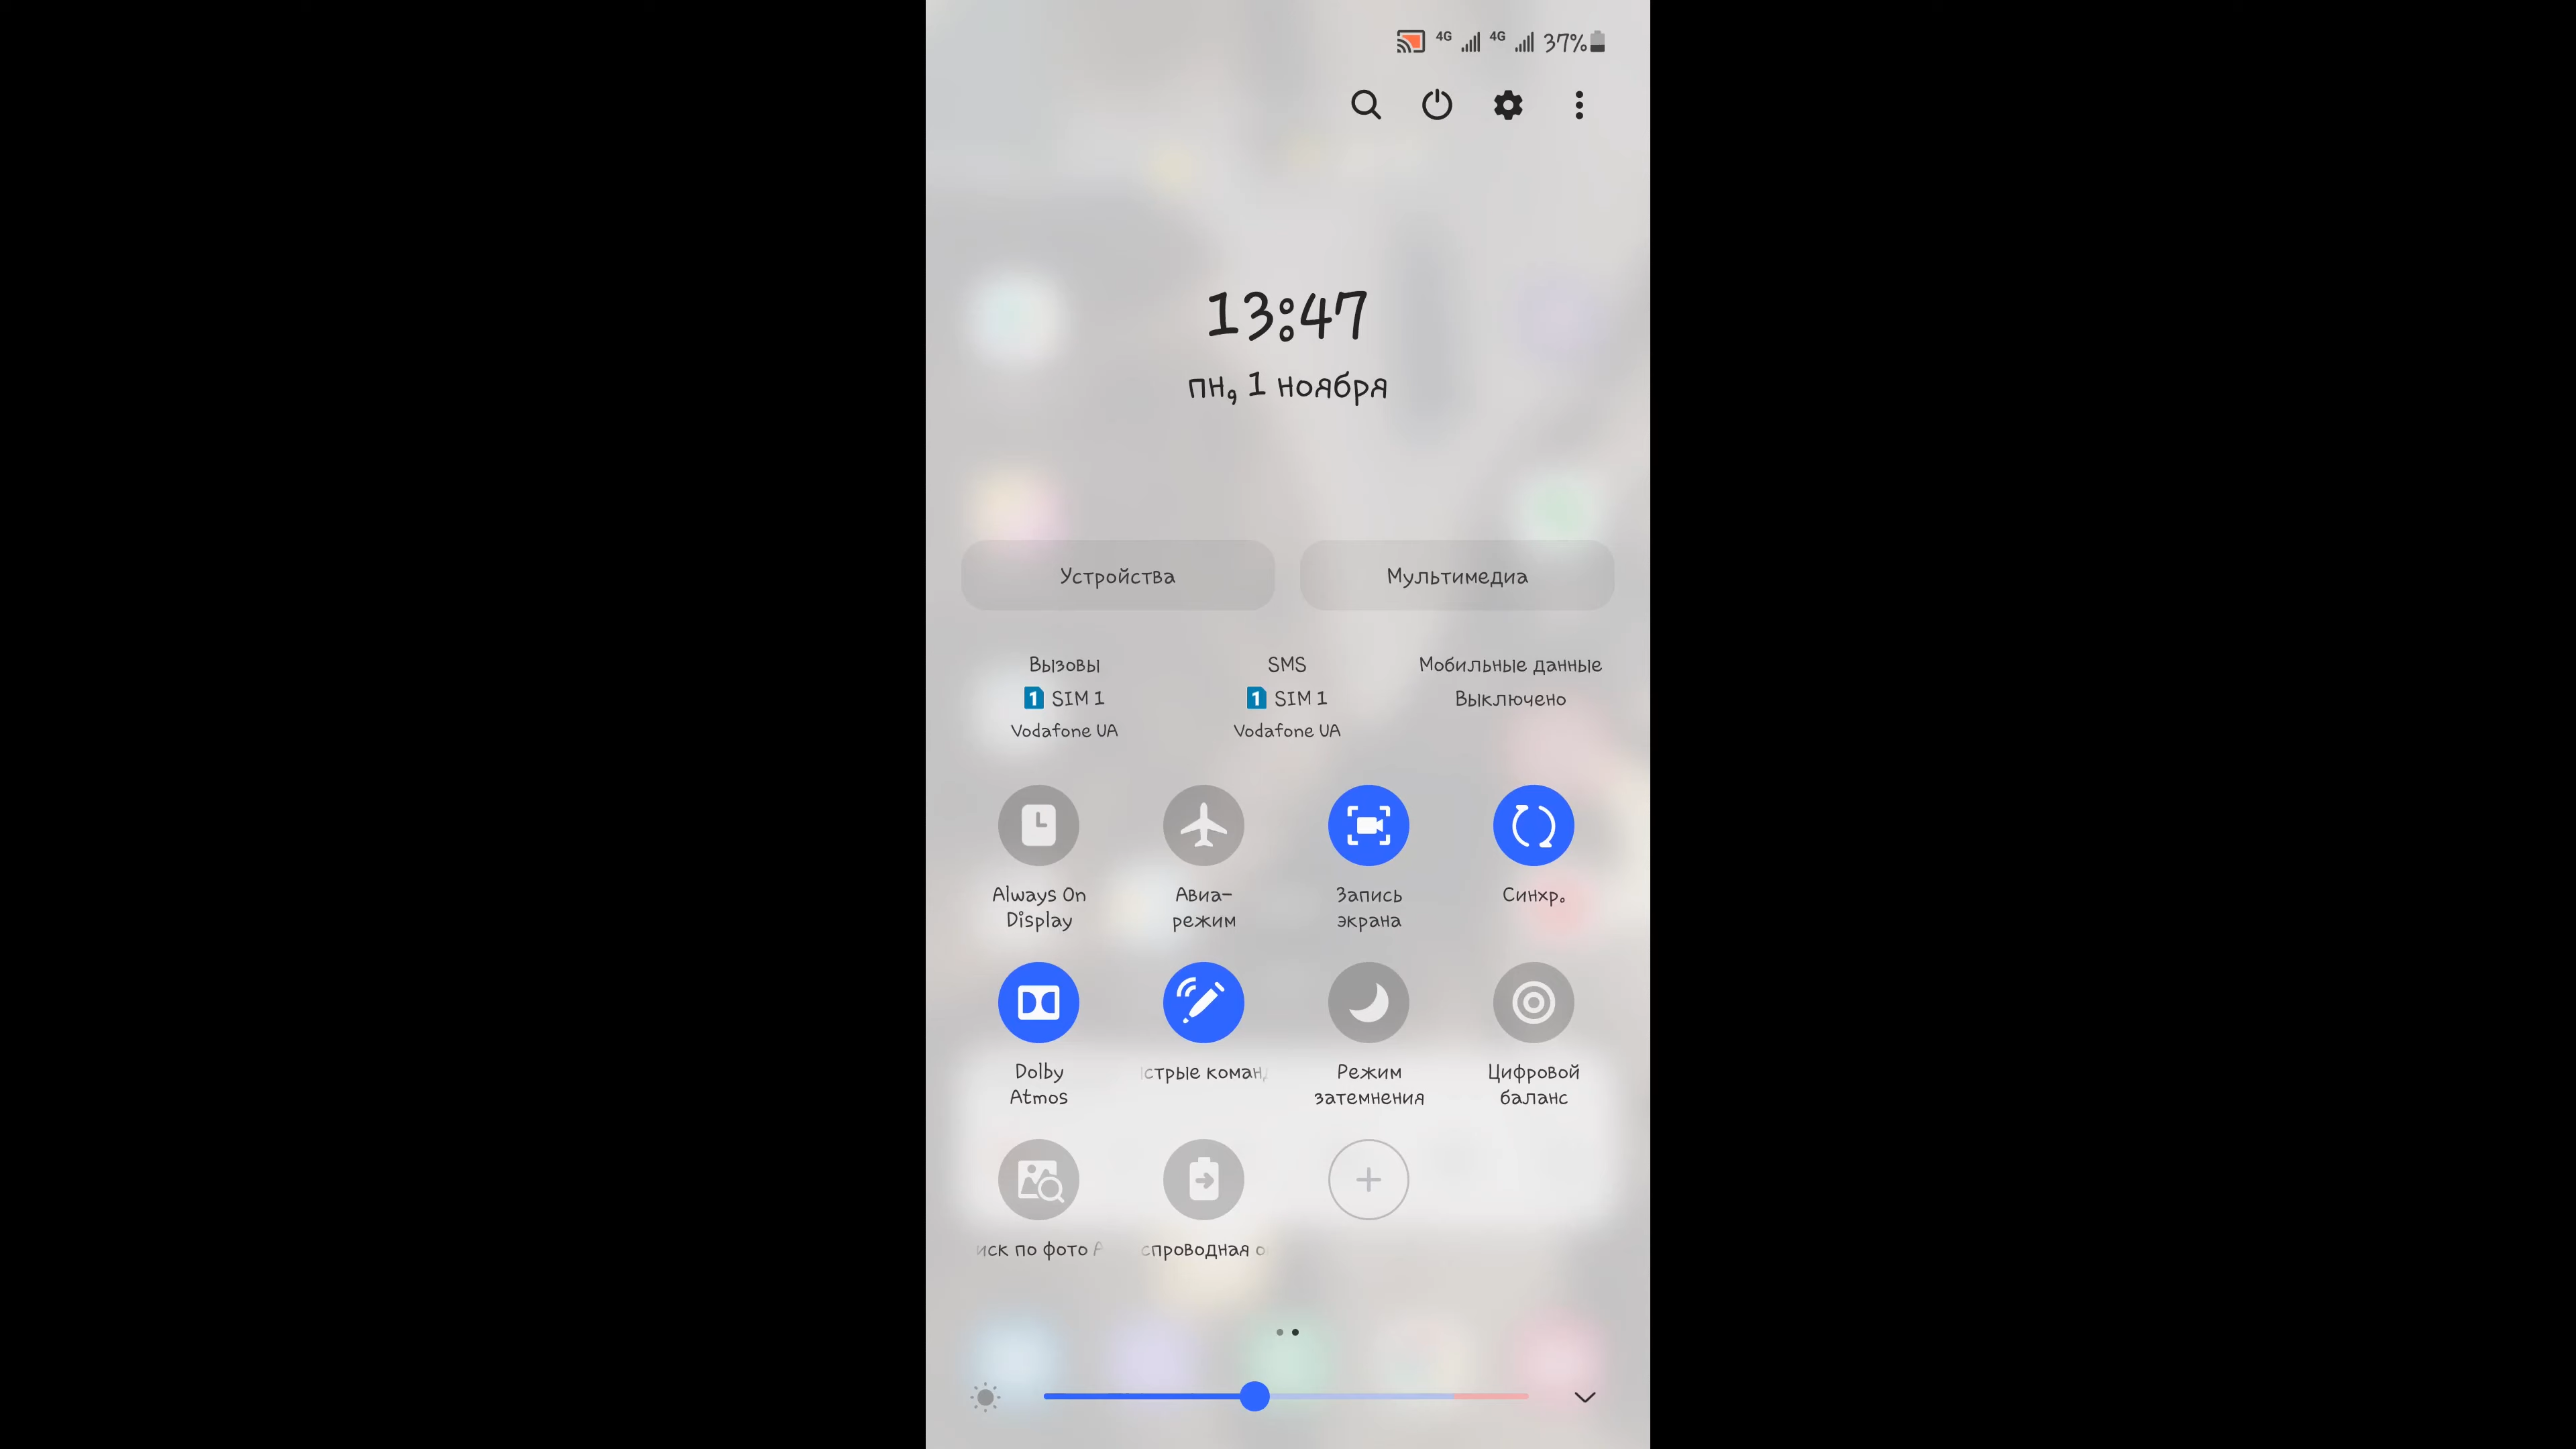 4G 4G 37%
13:47
пн, 1 ноября
Устройства Мультимедиа
Вызовы SMS Мобильные данные
1 SIM 1 1 SIM 1 Выключено
Vodafone UA Vodafone UA
Always On Авиа- Запись Синхр.
Display режим экрана
Dolby стрые коман Режим Цифровой
Atmos затемнения баланс
иск по фото спроводная о